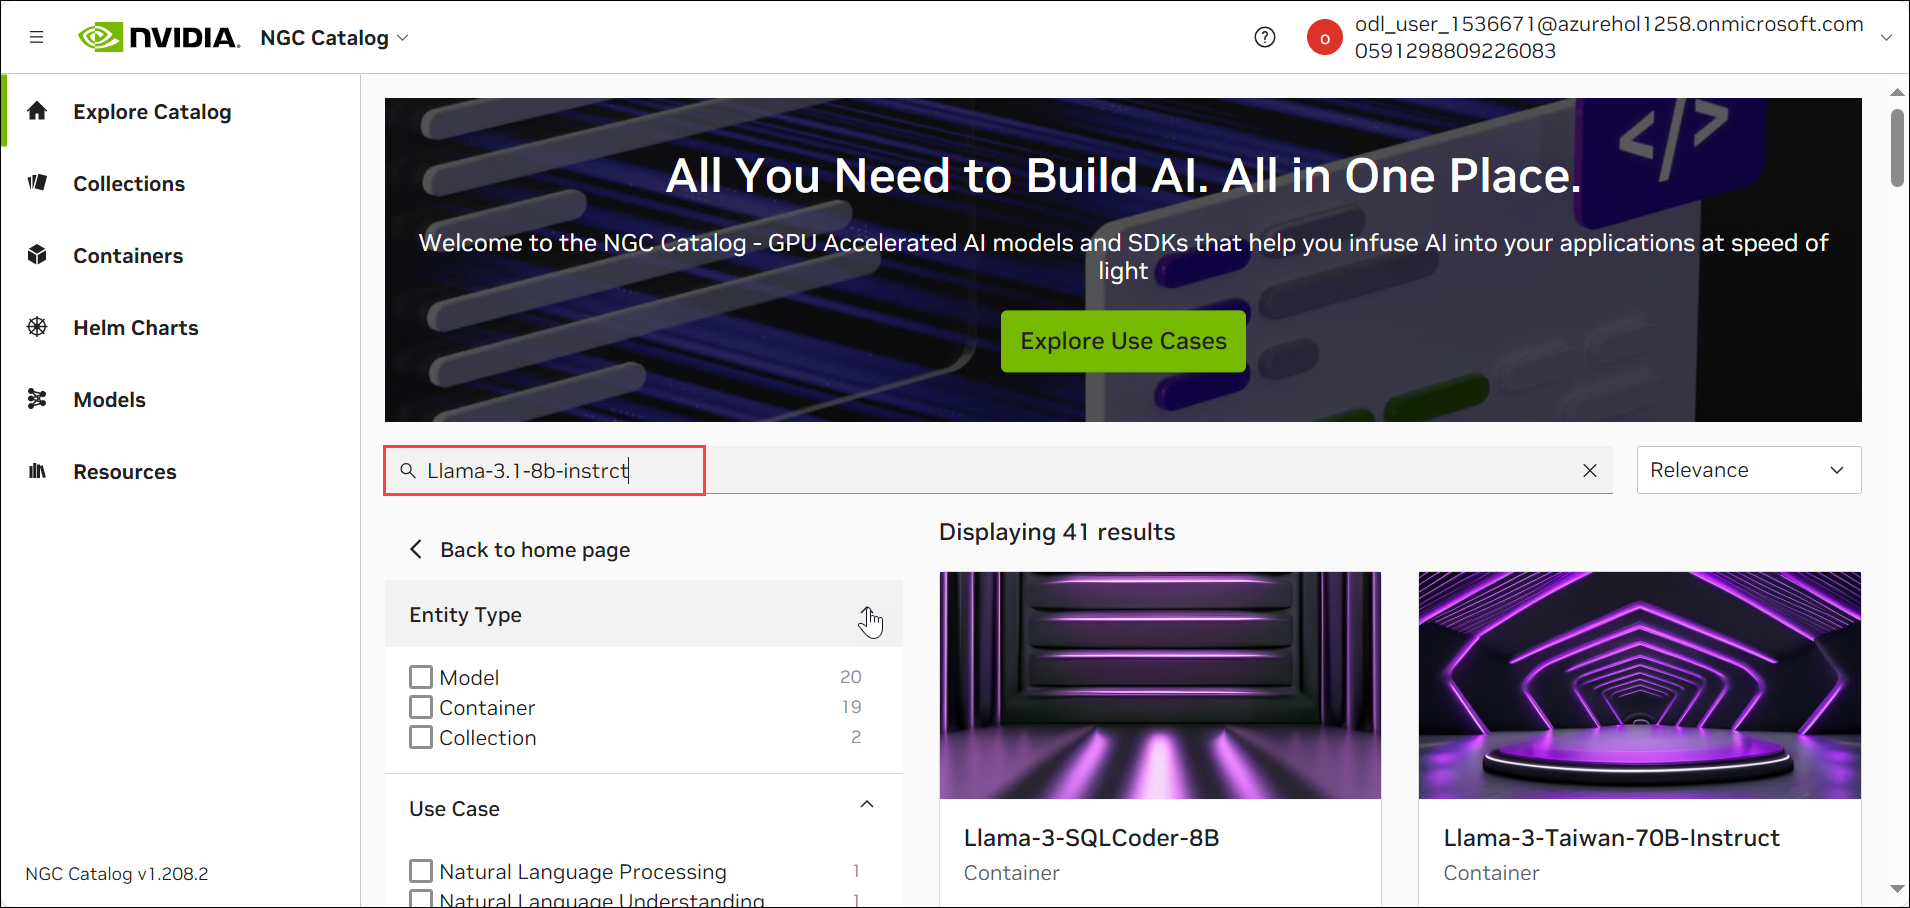 NVIDIA. NGC Catalog
odl_user_1536671@azurehol1258.onmicrosoft.com
o
0591298809226083
Explore Catalog
Collections
Containers
Helm Charts
Models
Resources
NGC Catalog v1.208.2
All You Need to Build AI. All in One Place.
Welcome to the NGC Catalog - GPU Accelerated AI models and SDKs that help you infuse AI into your applications at speed of
light
Explore Use Cases
Llama-3.1-8b-instrct
Relevance
Back to home page
Entity Type
Model 20
Container 19
Collection 2
Use Case
Natural Language Processing 1
Natural Language Understanding 1
Displaying 41 results
Llama-3-SQLCoder-8B
Container
Llama-3-Taiwan-70B-Instruct
Container